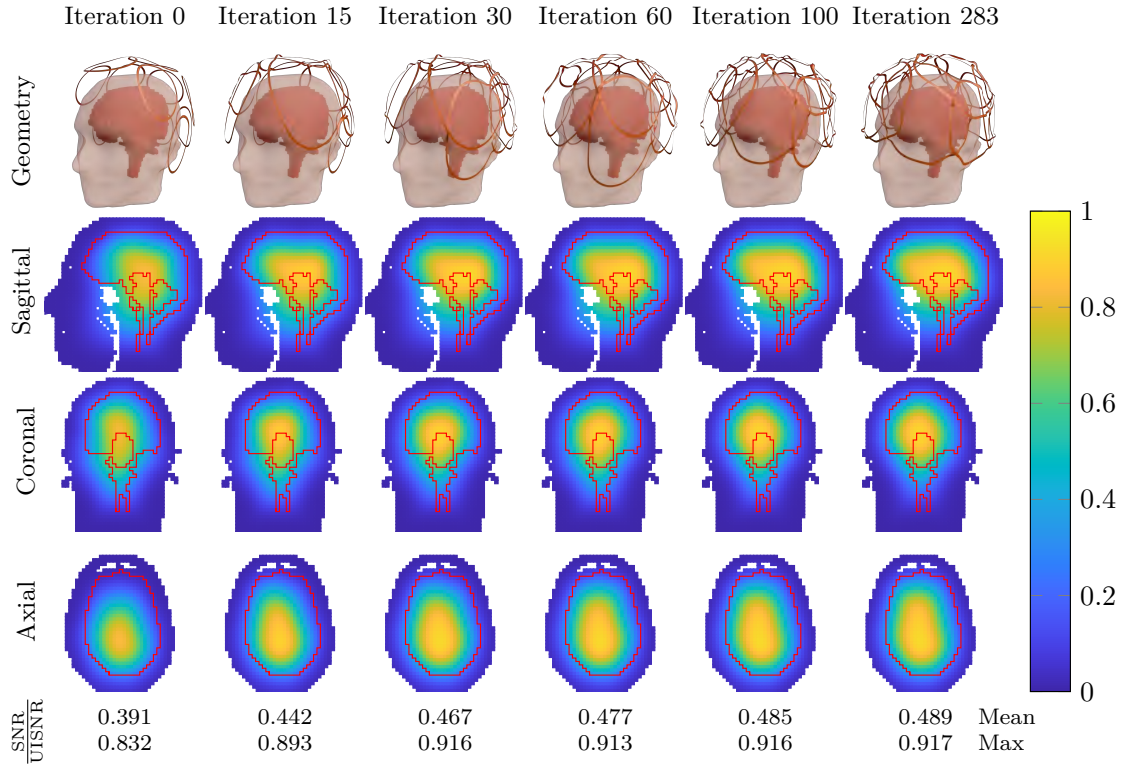 Iteration 0 Iteration 15 Iteration 30 Iteration 60 Iteration 100 Iteration 283
Geometry
Sagittal
Coronal
Axial
1
0.8
0.6
0.4
0.2
0
SNR
UISNR
0.391 0.442 0.467 0.477 0.485 0.489 Mean
0.832 0.893 0.916 0.913 0.916 0.917 Max